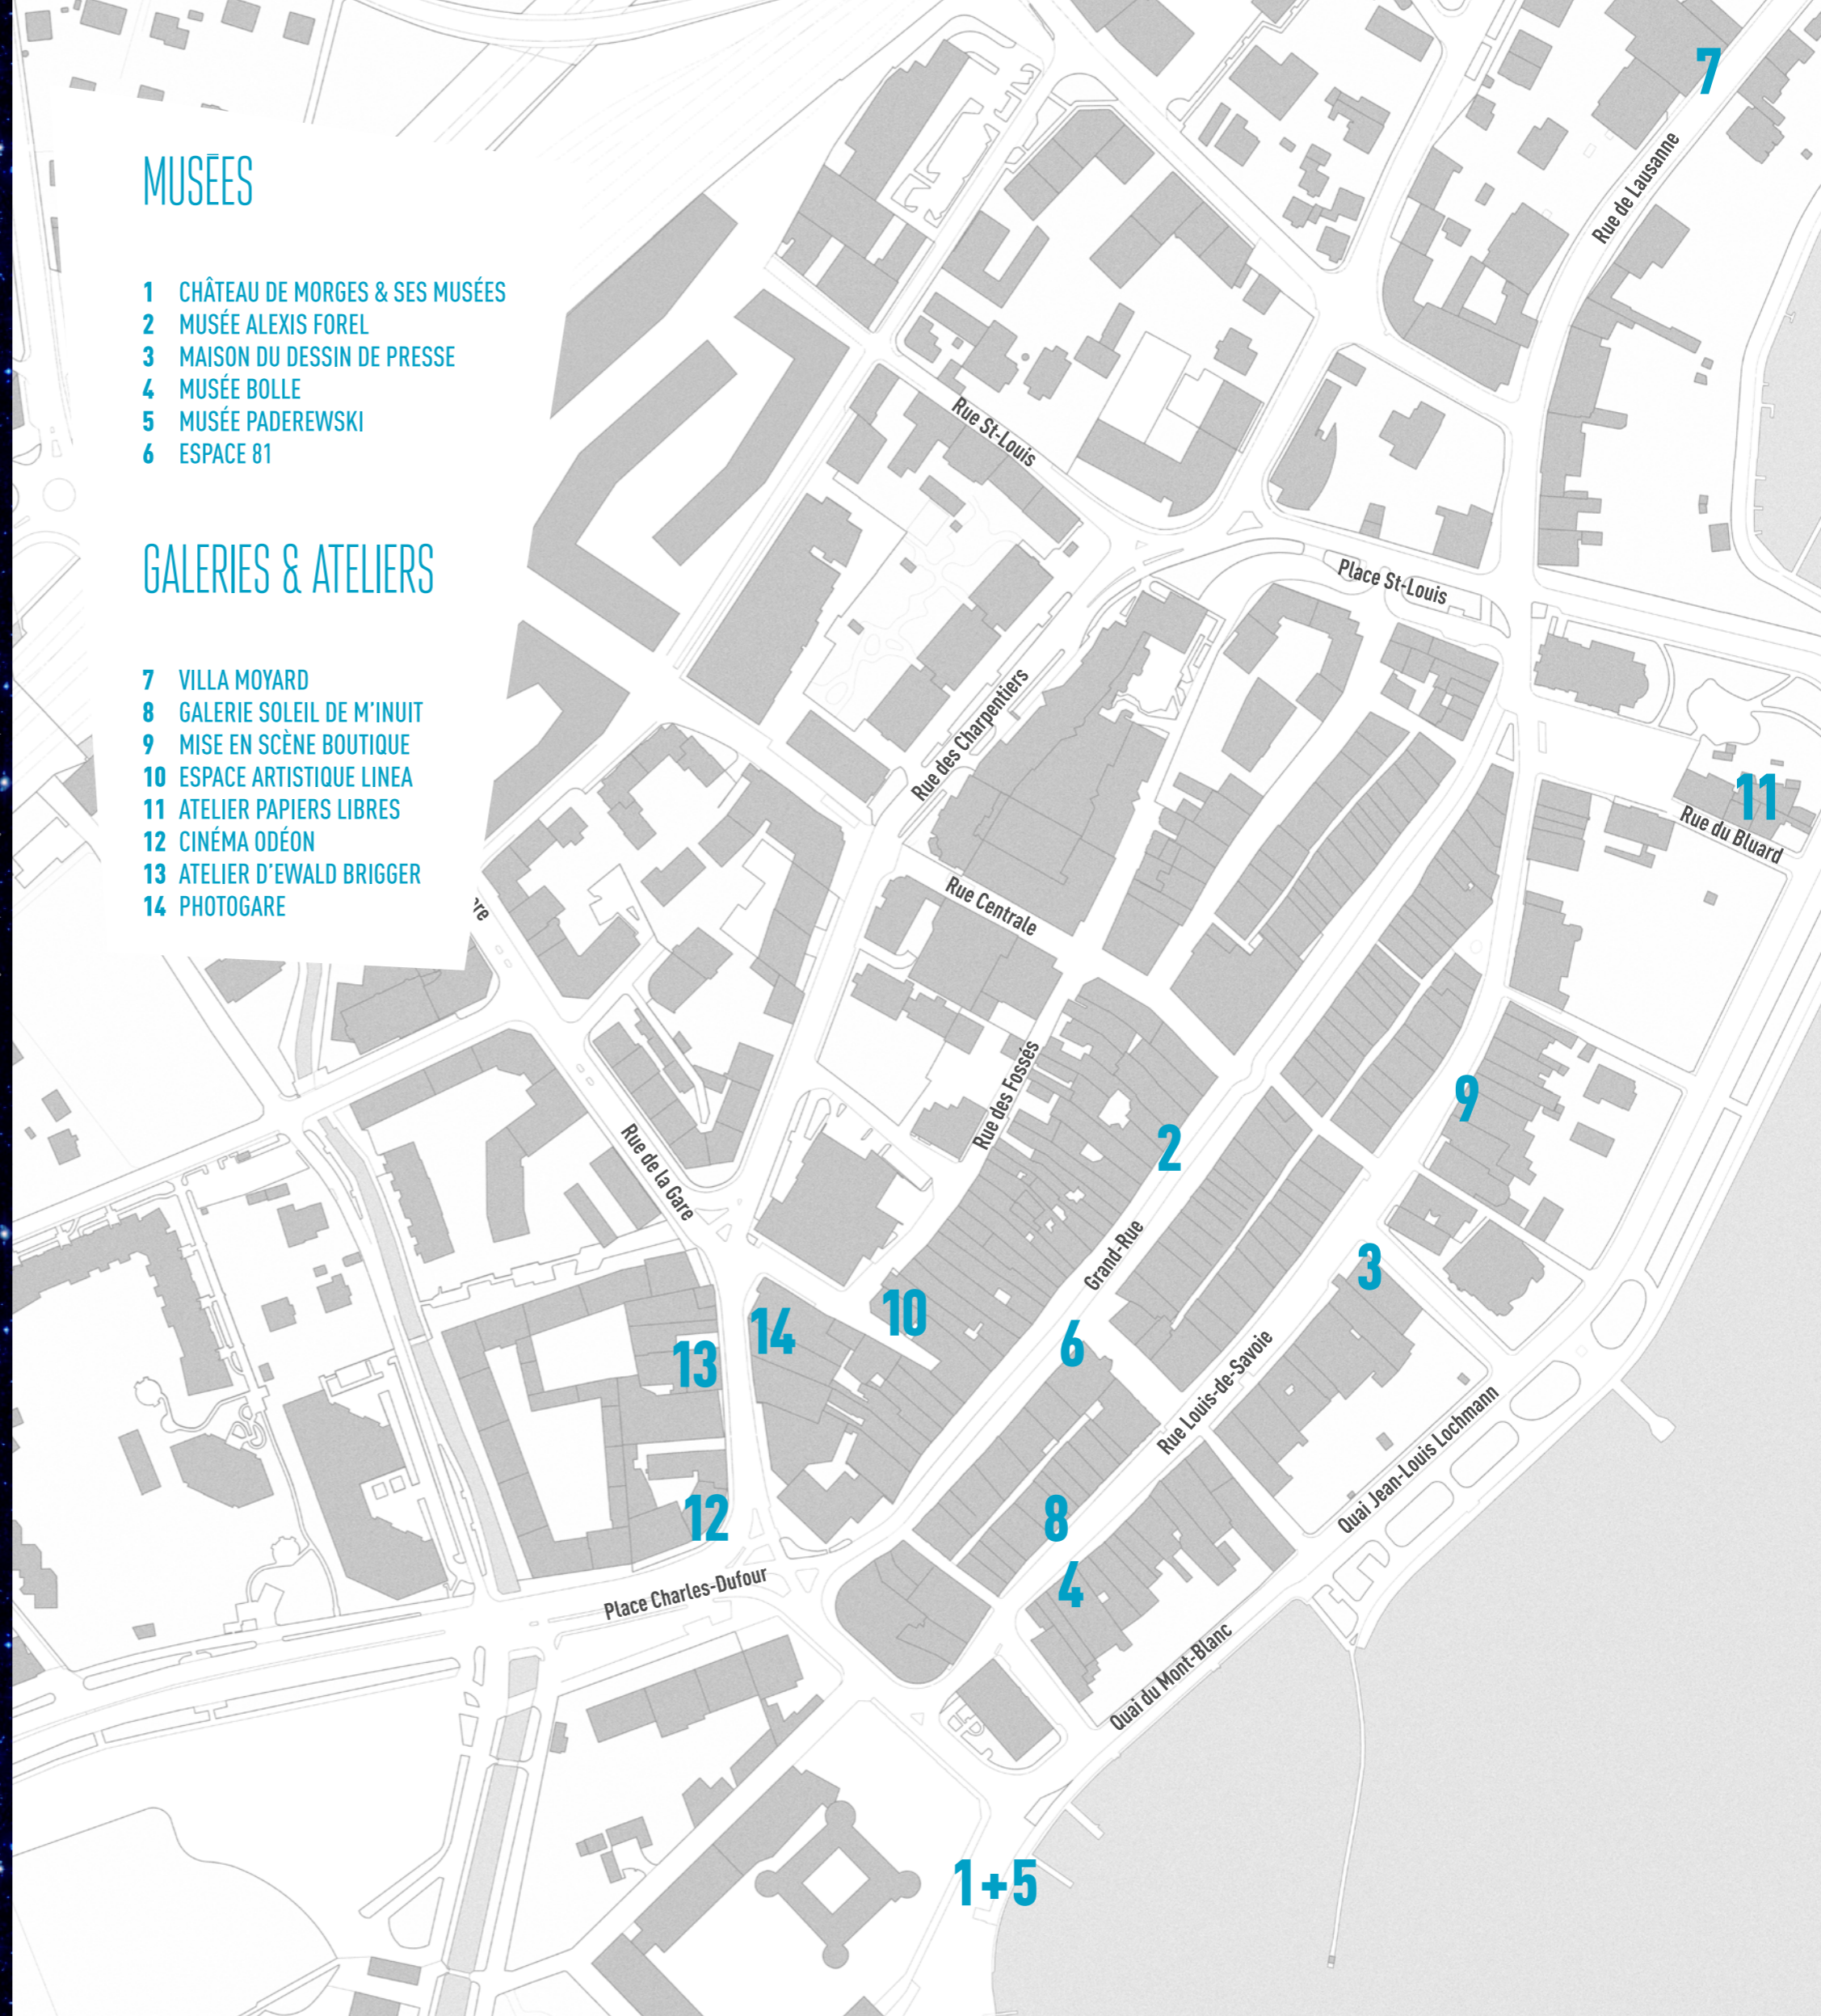 MUSĒES
1 CHÂTEAU DE MORGES & SES MUSÉES
2 MUSÉE ALEXIS FOREL
3 MAISON DU DESSIN DE PRESSE
4 MUSÉE BOLLE
5 MUSÉE PADEREWSKI
6 ESPACE 81
GALERIES & ATELIERS
7 VILLA MOYARD
8 GALERIE SOLEIL DE M'INUIT
9 MISE EN SCÈNE BOUTIQUE
10 ESPACE ARTISTIQUE LINEA
11 ATELIER PAPIERS LIBRES
12 CINÉMA ODÉON
13 ATELIER D'EWALD BRIGGER
14 PHOTOGARE
7
Rue de Lausanne
Rue St-Louis
Place St-Louis
Rue des Charpentiers
11
Rue du Bluard
Rue Centrale
re
Rue des Fossés
9
2
Rue de la Gare
Grand-Rue
3
10
14
6
13
Rue Louis-de-Savoie
Quai Jean-Louis Lochmann
12
8
4
Place Charles-Dufour
Quai du Mont-Blanc
1+5